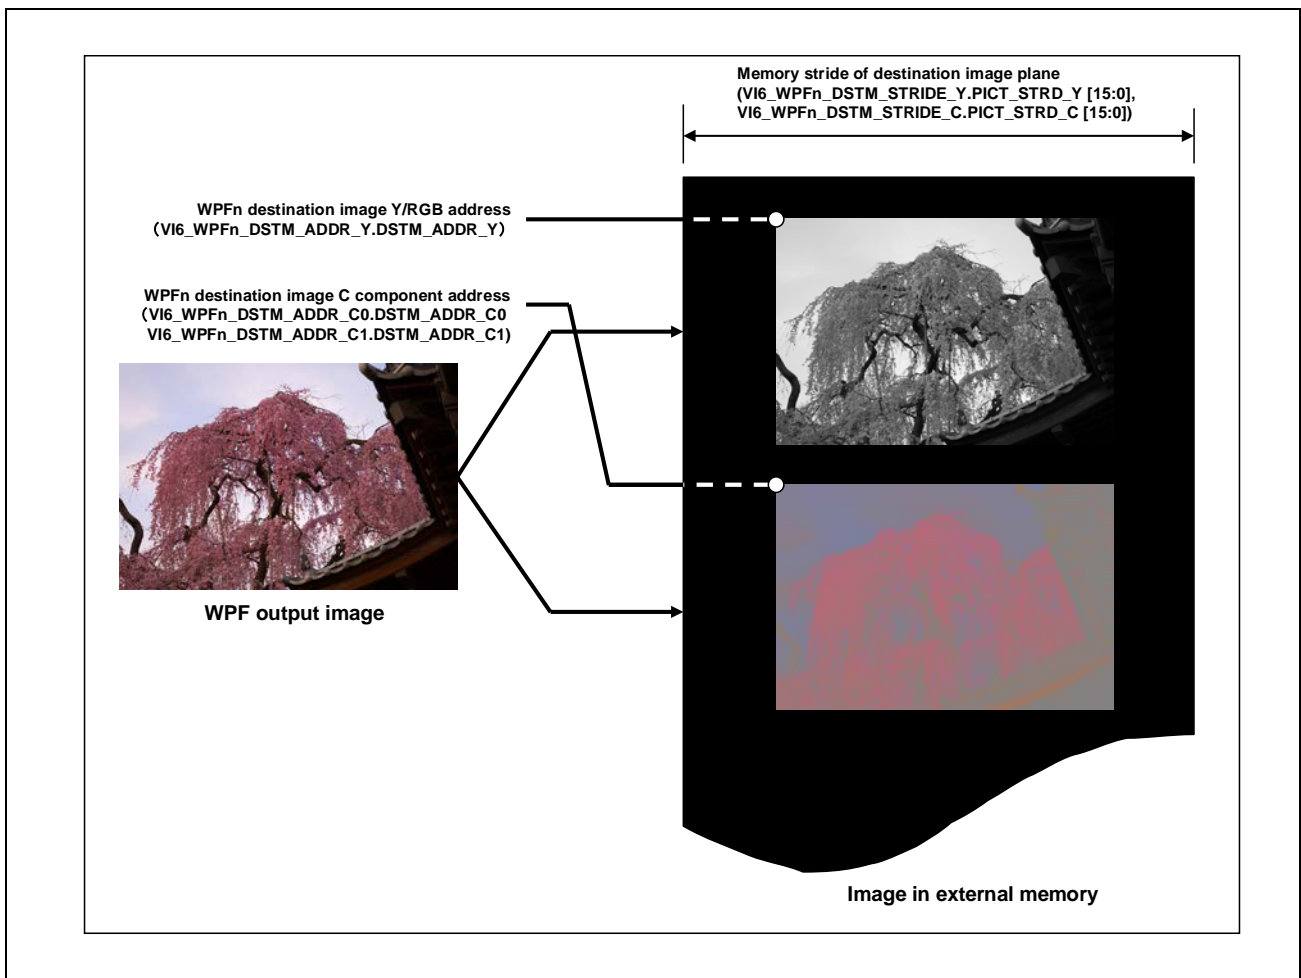 Memory stride of destination image plane
(VI6_WPFn_DSTM_STRIDE_Y.PICT_STRD_Y [15:0],
VI6_WPFn_DSTM_STRIDE_C.PICT_STRD_C [15:0])
WPFn destination image Y/RGB address
（VI6_WPFn_DSTM_ADDR_Y.DSTM_ADDR_Y）
WPFn destination image C component address
（VI6_WPFn_DSTM_ADDR_C0.DSTM_ADDR_C0
VI6_WPFn_DSTM_ADDR_C1.DSTM_ADDR_C1)
WPF output image
Image in external memory